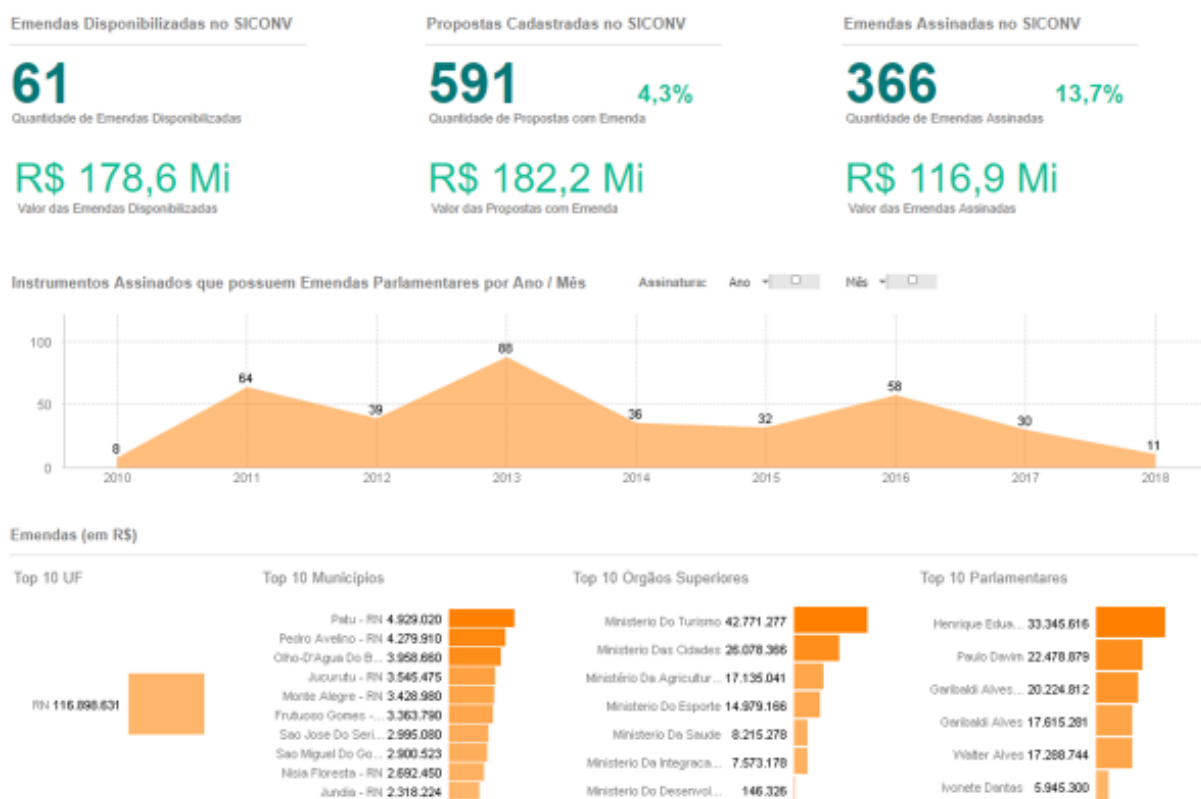 Emendas Disponibilizadas no SICONV
61
Quantidade de Emendas Disponibilizadas
R$ 178,6 Mi
Valor das Emendas Disponibilizadas
Propostas Cadastradas no SICONV
591 4,3%
Quantidade de Propostas com Emenda
R$ 182,2 Mi
Valor das Propostas com Emenda
Emendas Assinadas no SICONV
366 13,7%
Quantidade de Emendas Assinadas
R$ 116,9 Mi
Valor das Emendas Assinadas
Instrumentos Assinados que possuem Emendas Parlamentares por Ano / Mês
Assinatura: Ano Mês
100
50
0
8
64
39
88
36
32
58
30
11
2010 2011 2012 2013 2014 2015 2016 2017 2018
Emendas (em R$)
Top 10 UF
RN 116.898.631
Top 10 Municípios
Patu - RN 4.929.020
Pedro Avelino - RN 4.279.910
Olho-D'Agua Do B... 3.958.660
Jucurutu - RN 3.545.475
Monte Alegre - RN 3.428.980
Frutuoso Gomes -... 3.363.790
Sao Jose Do Seri... 2.995.080
Sao Miguel Do Go... 2.900.523
Nisia Floresta - RN 2.692.450
Jundia - RN 2.318.224
Top 10 Órgãos Superiores
Ministerio Do Turismo 42.771.277
Ministerio Das Cidades 26.078.366
Ministério Da Agricultur... 17.135.041
Ministerio Do Esporte 14.979.166
Ministerio Da Saude 8.215.278
Ministerio Da Integraca... 7.573.178
Ministerio Do Desenvol... 146.326
Top 10 Parlamentares
Henrique Edua... 33.345.616
Paulo Davim 22.478.879
Garibaldi Alves... 20.224.812
Garibaldi Alves 17.615.281
Walter Alves 17.288.744
Ivonete Dantas 5.945.300